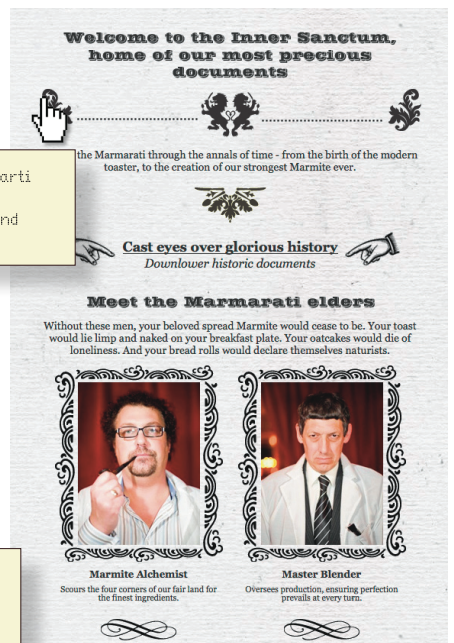 Welcome to the Inner Sanctum,
home of our most precious
documents
the Marmarati through the annals of time - from the birth of the modern
toaster, to the creation of our strongest Marmite ever.
arti
nd
Cast eyes over glorious history
Downlower historic documents
Meet the Marmarati elders
Without these men, your beloved spread Marmite would cease to be. Your toast
would lie limp and naked on your breakfast plate. Your oatcakes would die of
loneliness. And your bread rolls would declare themselves naturists.
Marmite Alchemist
Scours the four corners of our fair land for
the finest ingredients.
Master Blender
Oversees production, ensuring perfection
prevails at every turn.